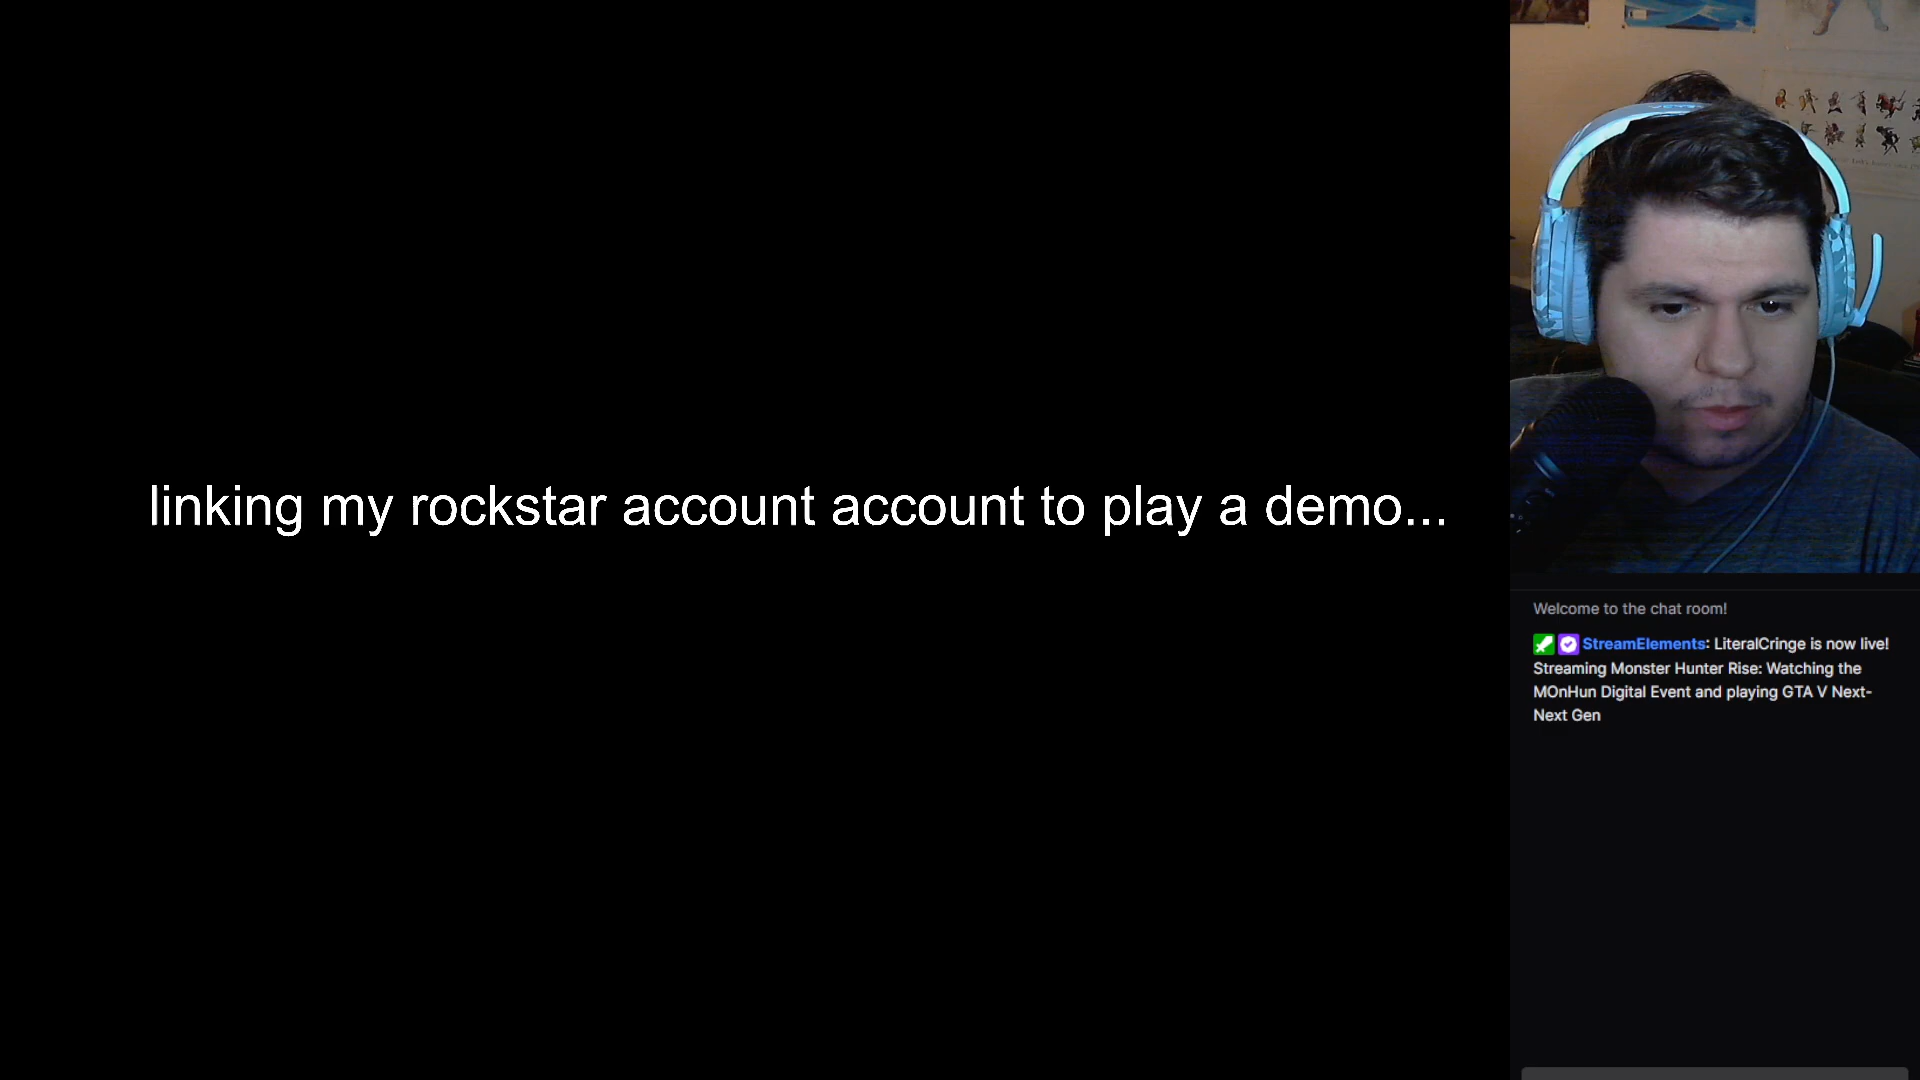 linking my rockstar account account to play a demo...
Welcome to the chat room!
StreamElements: LiteralCringe is now live!
Streaming Monster Hunter Rise: Watching the
MOnHun Digital Event and playing GTA V Next-
Next Gen